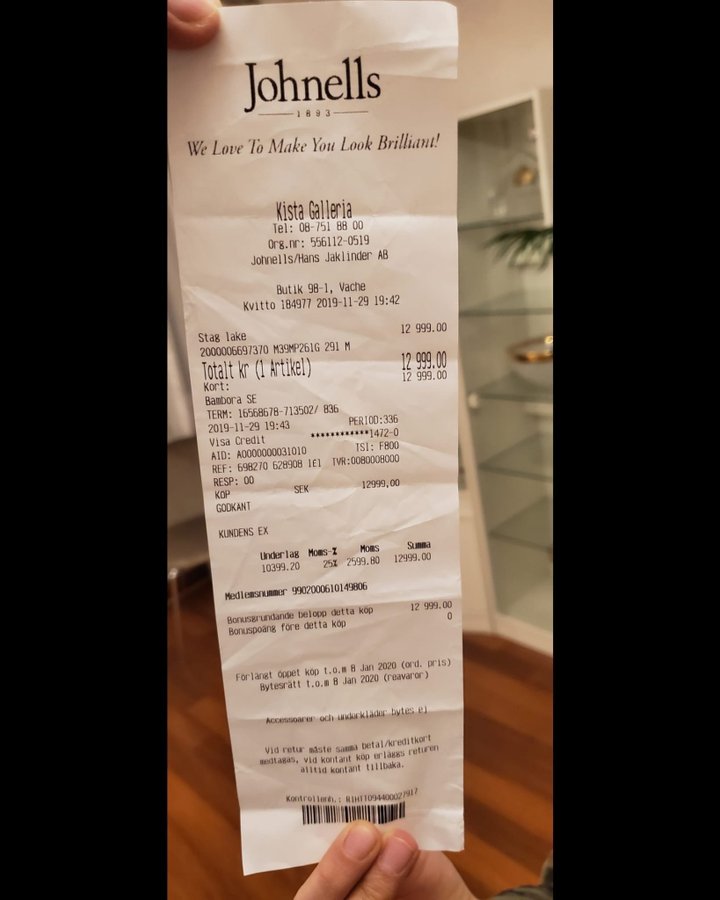 Johnells
1893
We Love To Make You Look Brilliant!
Kista Galleria
Tel: 08-751 88 00
Org.nr: 556112-0519
Johnells/Hans Jaklinder AB
Butik 98-1, Vache
Kvitto 184977 2019-11-29 19:42
Stag lake 12 999.00
2000006697370 M39MP261G 291 M
Totalt kr (1 Artikel) 12 999.00
Kort: 12 999.00
Bambora SE
TERM: 16568678-713502/ 836
2019-11-29 19:43 PERIOD:336
Visa Credit ************1472-0
AID: A0000000031010 TSI: F800
REF: 698270 628908 1E1 TVR:0080008000
RESP: 00
KÖP SEK 12999,00
GODKÄNT
KUNDENS EX
Underlag Moms-% Moms Summa
10399.20 25% 2599.80 12999.00
Medlemsnummer 9902000610149806
Bonusgrundande belopp detta köp 12 999.00
Bonuspoäng före detta köp 0
Förlängt öppet köp t.o.m 8 Jan 2020 (ord. pris)
Bytesrätt t.o.m 8 Jan 2020 (reavaror)
Accessoarer och underkläder bytes ej
Vid retur måste samma betal/kreditkort
medtagas, vid kontant köp erläggs returen
alltid kontant tillbaka.
Kontrollenh.: